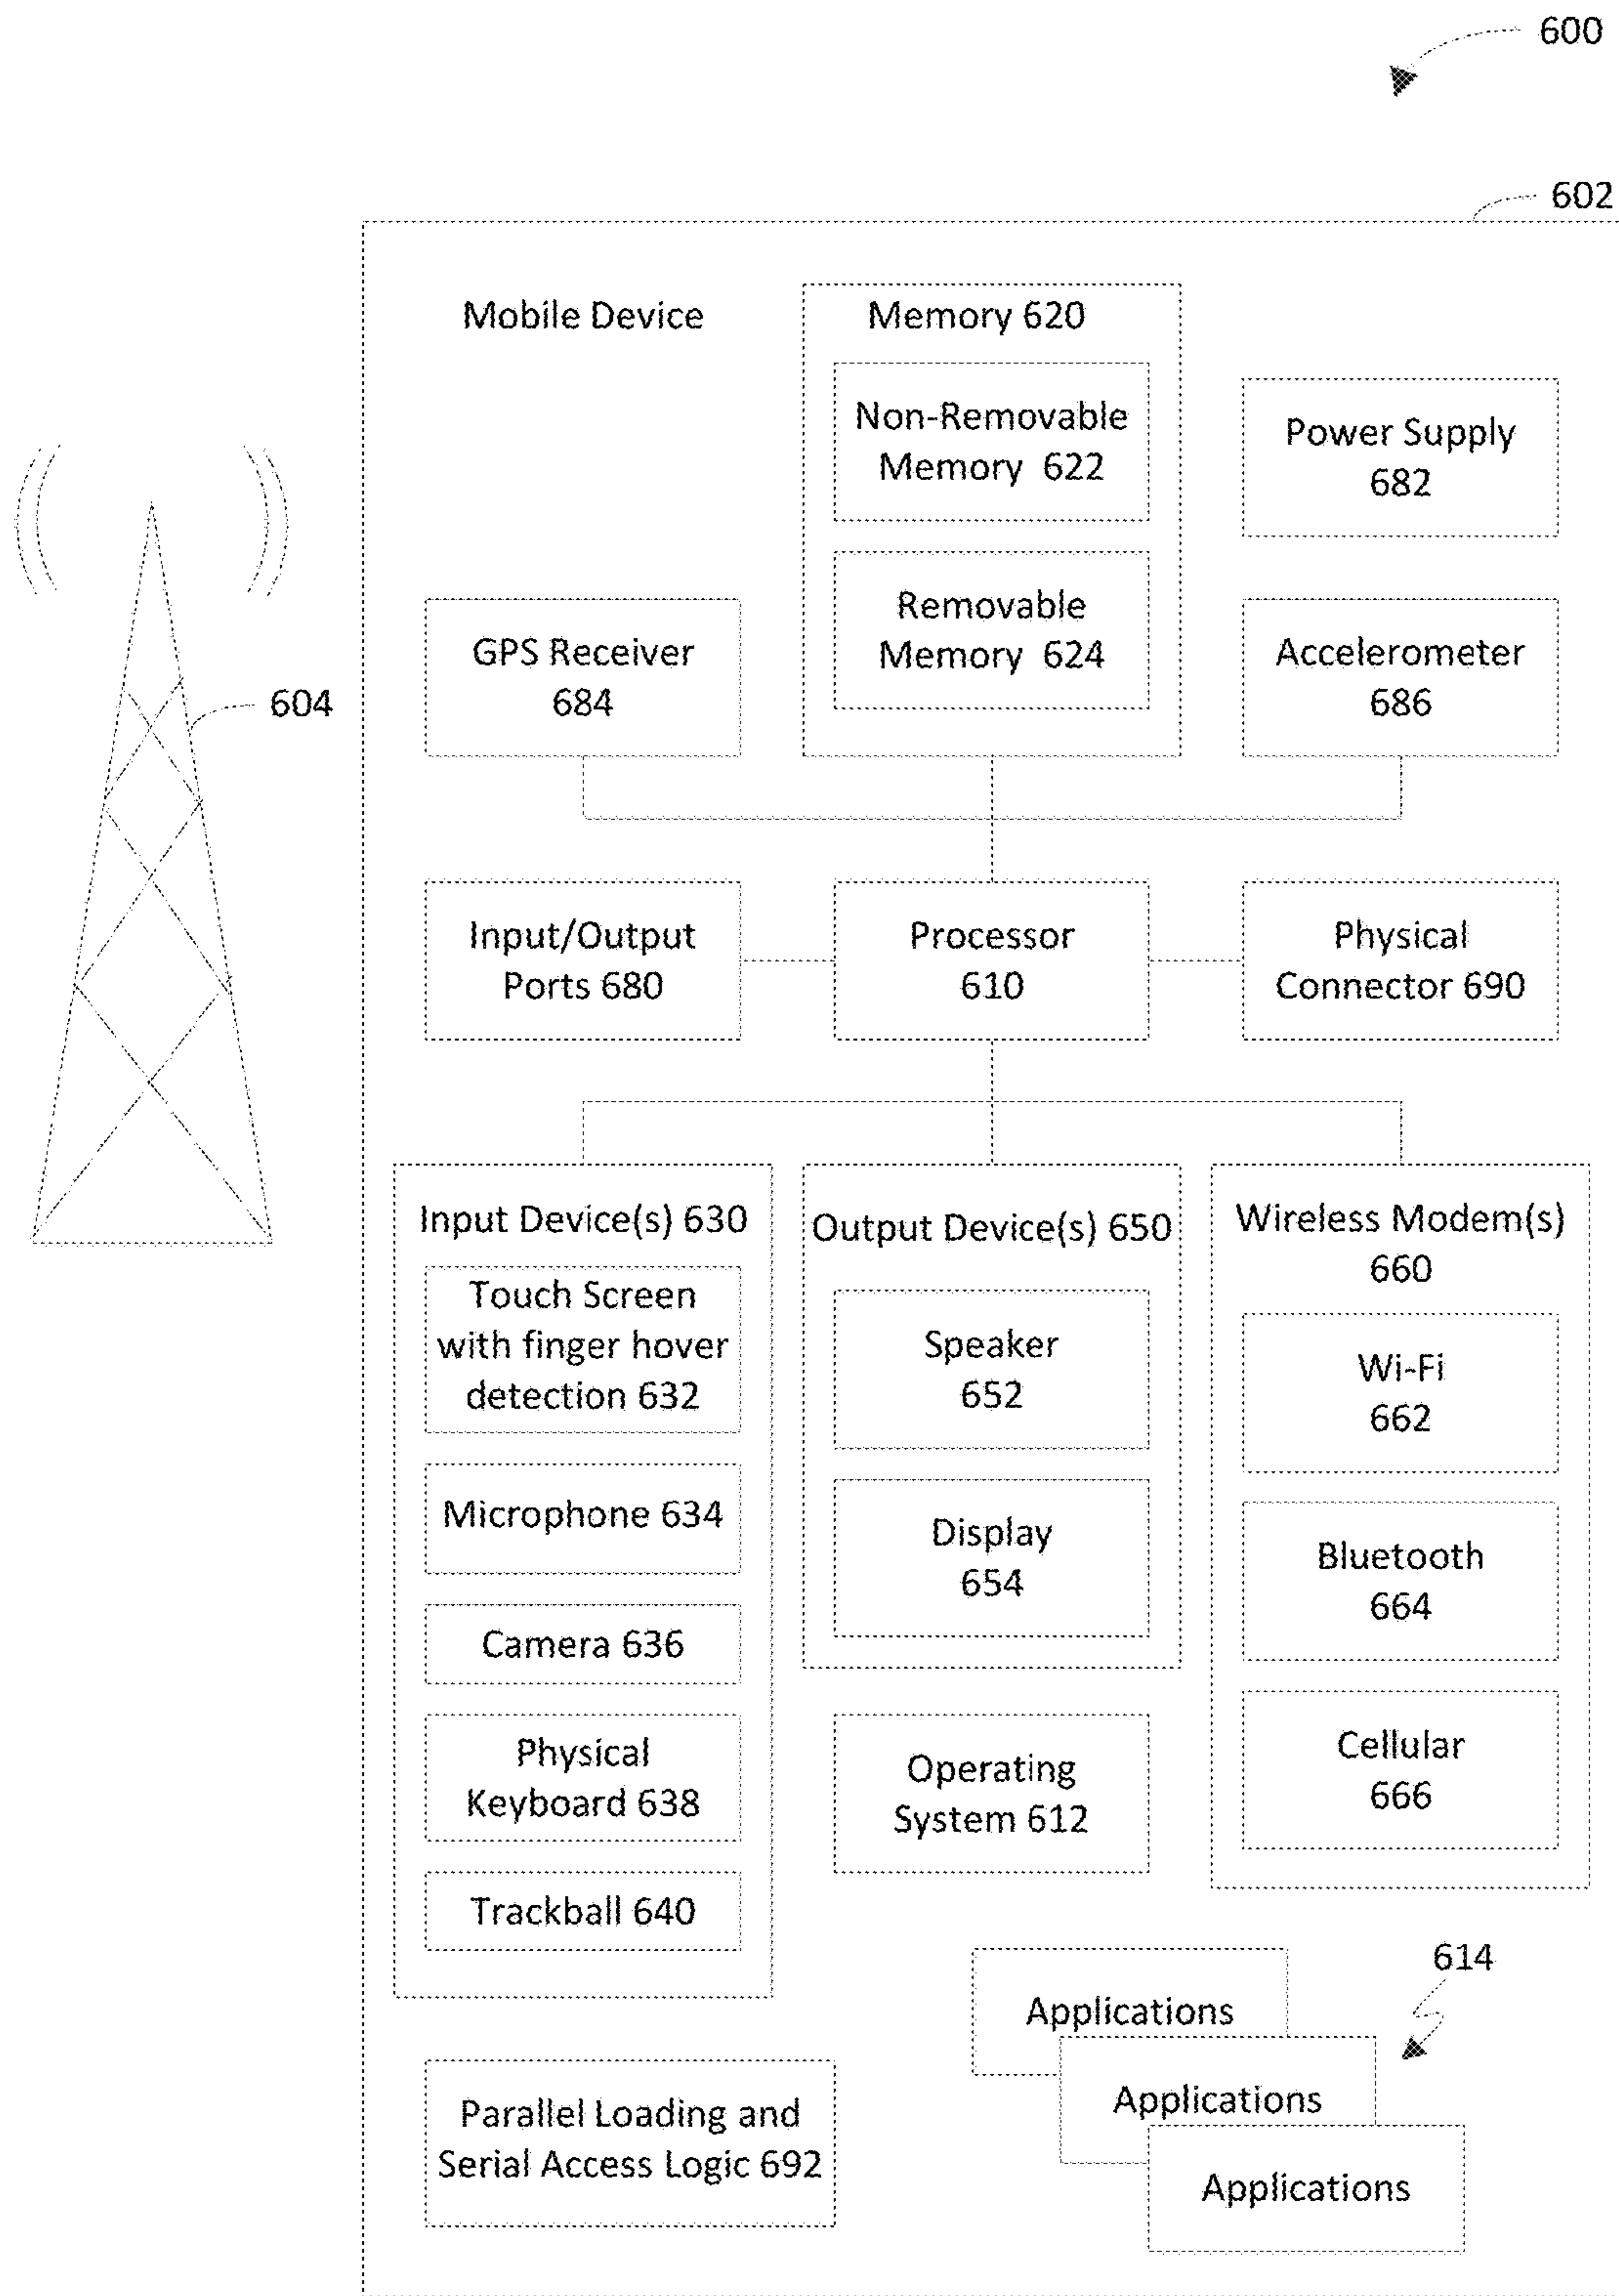 600
602
Mobile Device
Memory 620
Non-Removable
Memory 622
Power Supply
682
Removable
Memory 624
GPS Receiver
684
Accelerometer
686
604
Input/Output
Ports 680
Processor
610
Physical
Connector 690
Input Device(s) 630
Touch Screen
with finger hover
detection 632
Microphone 634
Camera 636
Physical
Keyboard 638
Trackball 640
Output Device(s) 650
Speaker
652
Display
654
Wireless Modem(s)
660
Wi-Fi
662
Bluetooth
664
Cellular
666
Operating
System 612
614
Applications
Applications
Applications
Parallel Loading and
Serial Access Logic 692